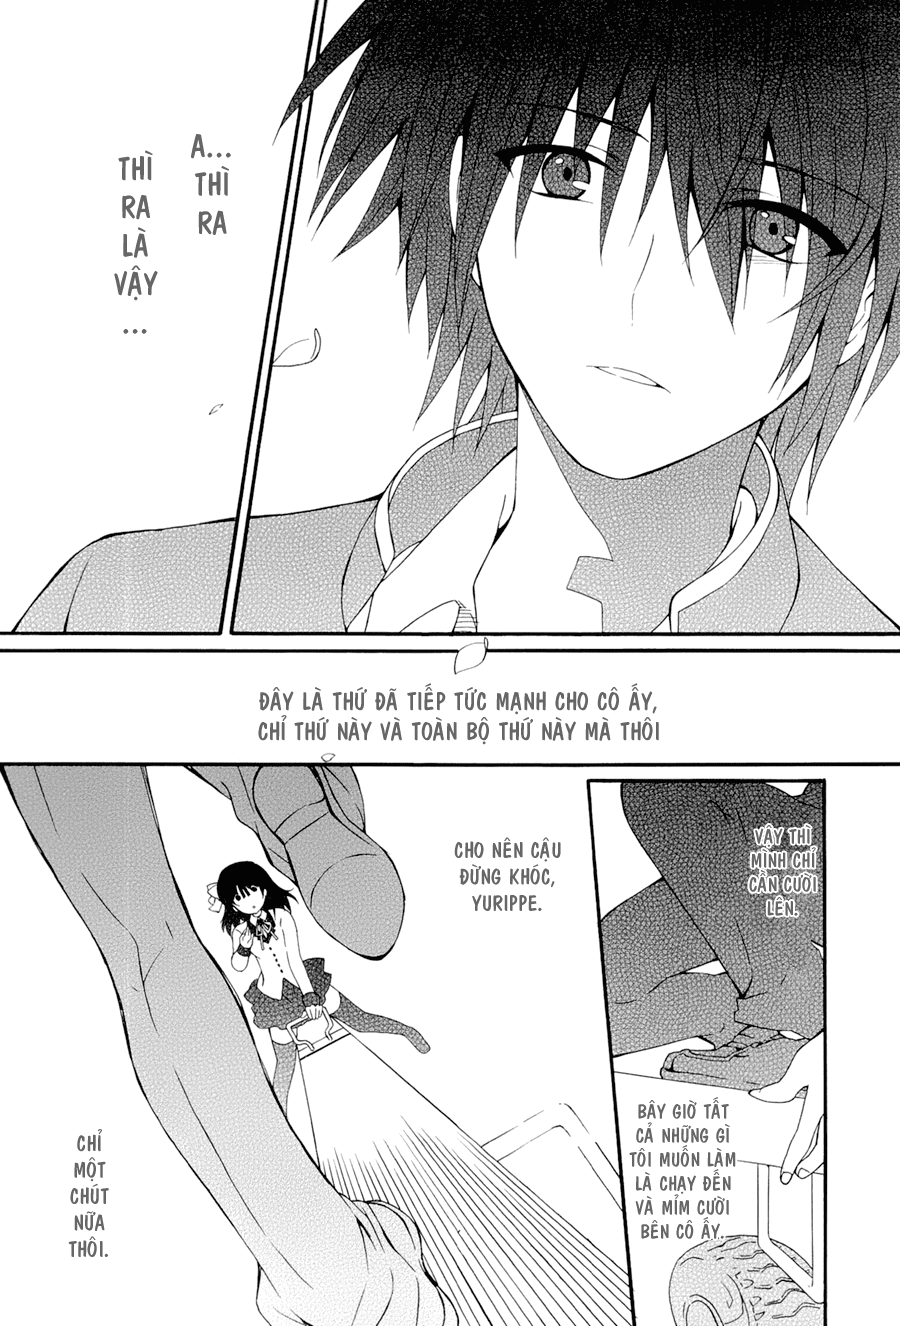 A...
THÌ
RA
THÌ
RA
LÀ
VẬY
...
ĐÂY LÀ THỨ ĐÃ TIẾP TỨC MẠNH CHO CÔ ẤY,
CHỈ THỨ NÀY VÀ TOÀN BỘ THỨ NÀY MÀ THÔI
VẬY THÌ
MÌNH CHỈ
CẦN CƯỜI
LÊN.
BÂY GIỜ TẤT
CẢ NHỮNG GÌ
TÔI MUỐN LÀM
LÀ CHẠY ĐẾN
VÀ MỈM CƯỜI
BÊN CÔ ẤY..
CHO NÊN CẬU
ĐỪNG KHÓC,
YURIPPE.
CHỈ
MỘT
CHÚT
NỮA
THÔI.